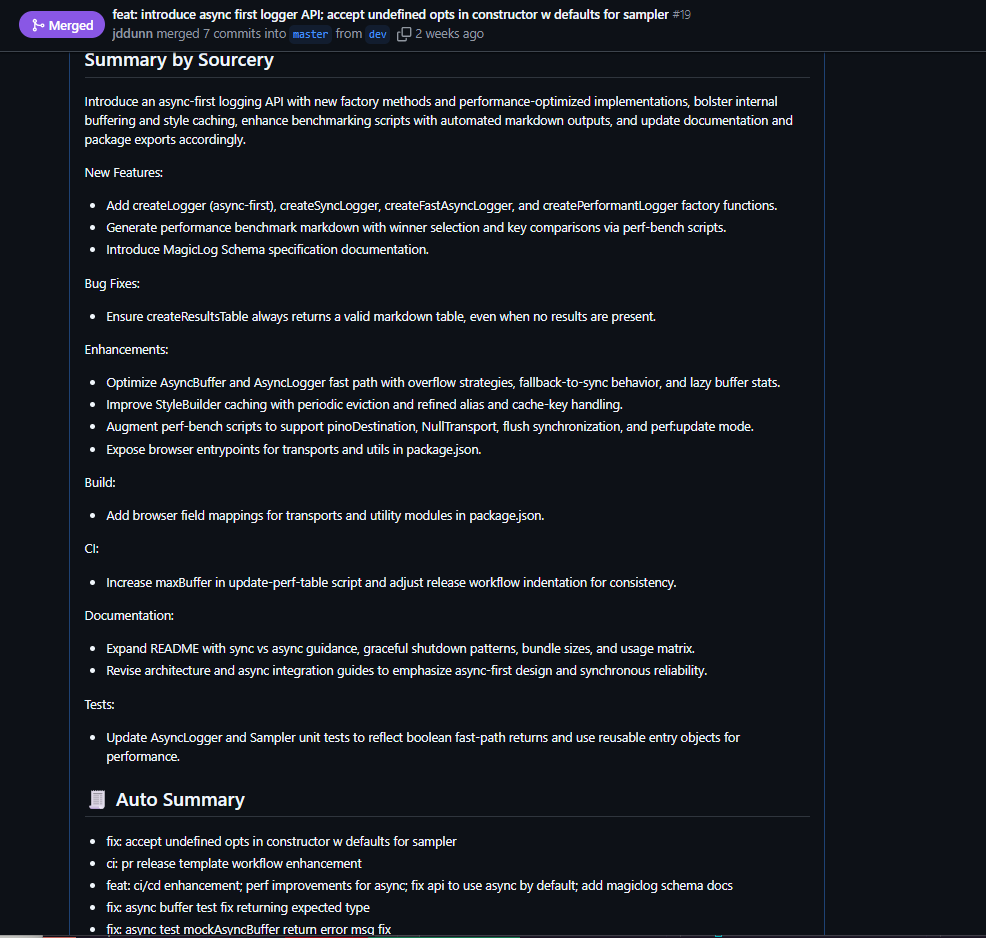 Merged
feat: introduce async first logger API; accept undefined opts in constructor w defaults for sampler #19
jddunn merged 7 commits into master from dev 2 weeks ago
Summary by Sourcery
Introduce an async-first logging API with new factory methods and performance-optimized implementations, bolster internal
buffering and style caching, enhance benchmarking scripts with automated markdown outputs, and update documentation and
package exports accordingly.
New Features:
Add createLogger (async-first), createSyncLogger, createFastAsyncLogger, and createPerformantLogger factory functions.
Generate performance benchmark markdown with winner selection and key comparisons via perf-bench scripts.
Introduce MagicLog Schema specification documentation.
Bug Fixes:
Ensure createResultsTable always returns a valid markdown table, even when no results are present.
Enhancements:
Optimize AsyncBuffer and AsyncLogger fast path with overflow strategies, fallback-to-sync behavior, and lazy buffer stats.
Improve StyleBuilder caching with periodic eviction and refined alias and cache-key handling.
Augment perf-bench scripts to support pinoDestination, NullTransport, flush synchronization, and perf:update mode.
Expose browser entrypoints for transports and utils in package.json.
Build:
Add browser field mappings for transports and utility modules in package.json.
CI:
Increase maxBuffer in update-perf-table script and adjust release workflow indentation for consistency.
Documentation:
Expand README with sync vs async guidance, graceful shutdown patterns, bundle sizes, and usage matrix.
Revise architecture and async integration guides to emphasize async-first design and synchronous reliability.
Tests:
Update AsyncLogger and Sampler unit tests to reflect boolean fast-path returns and use reusable entry objects for
performance.
Auto Summary
fix: accept undefined opts in constructor w defaults for sampler
ci: pr release template workflow enhancement
feat: ci/cd enhancement; perf improvements for async; fix api to use async by default; add magiclog schema docs
fix: async buffer test fix returning expected type
fix: async test mockAsyncBuffer return error msg fix